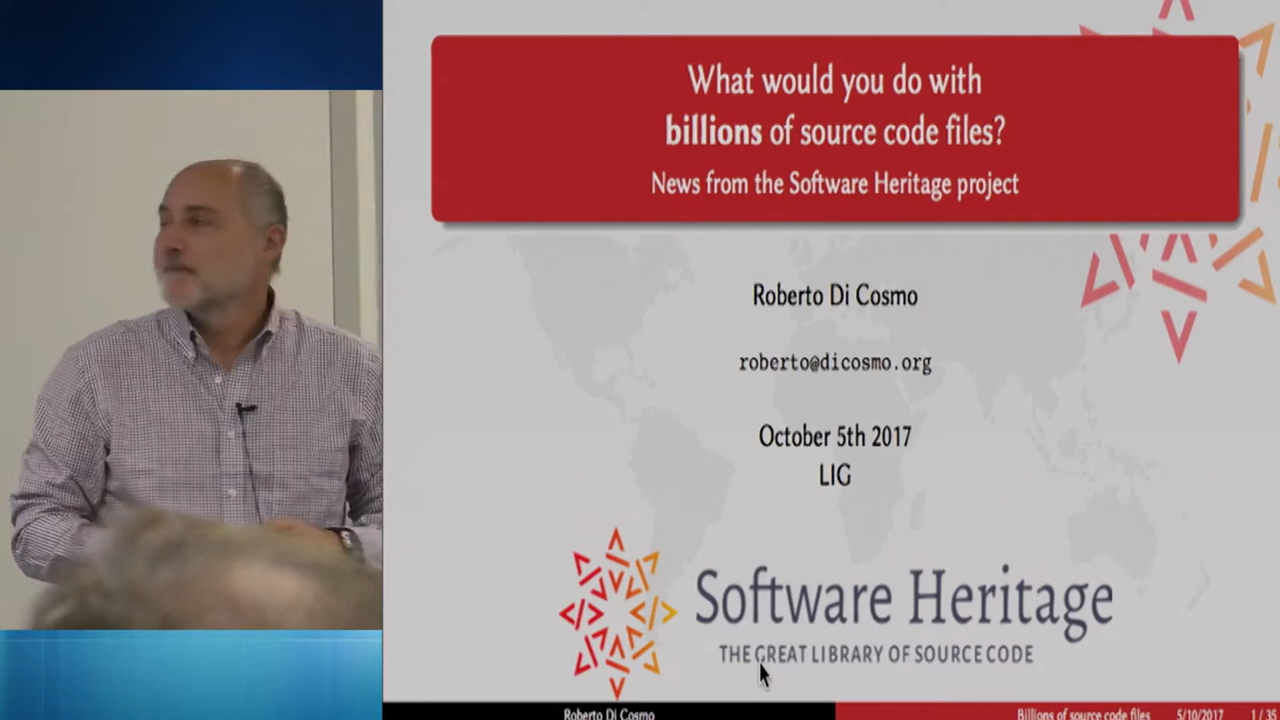 What would you do with
billions of source code files?
News from the Software Heritage project
Roberto Di Cosmo
roberto@dicosmo.org
October 5th 2017
LIG
Software Heritage
THE GREAT LIBRARY OF SOURCE CODE
Roberto Di Cosmo
Billions of source code files
5/10/2017
1 / 35